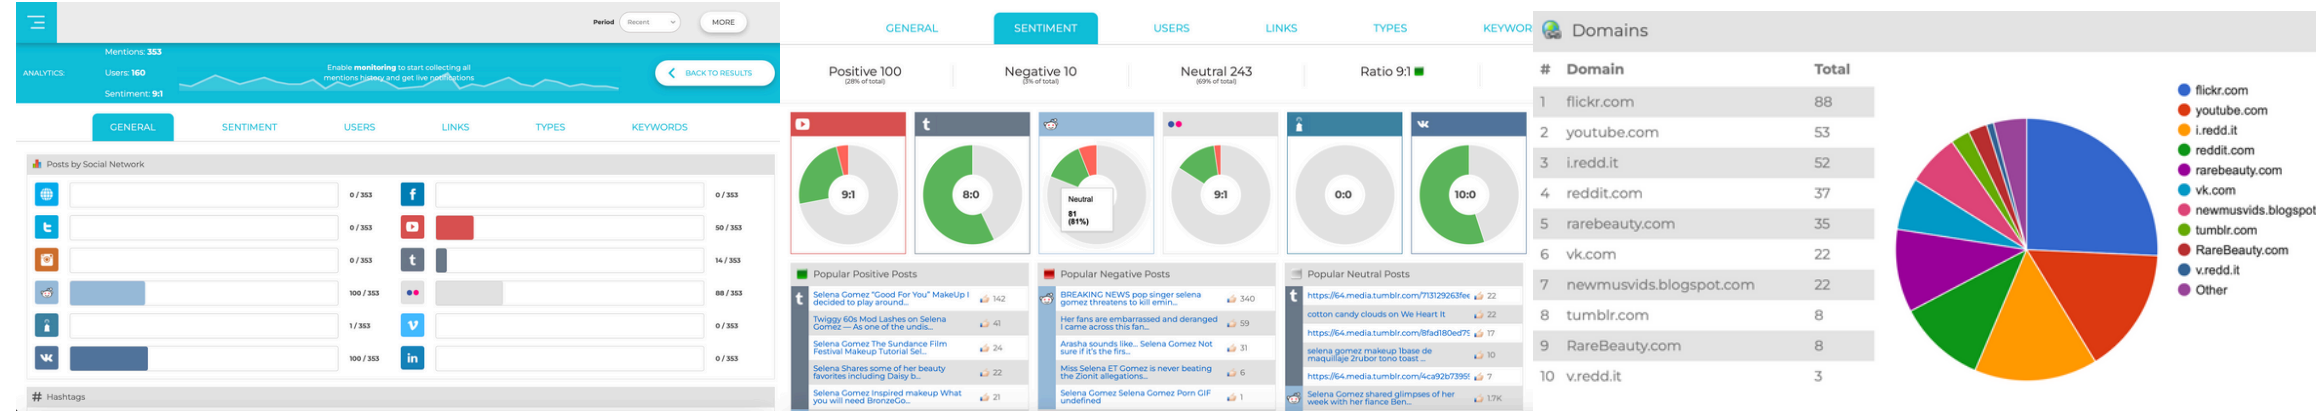 Period
Recent
MORE
ANALYTICS:
Mentions: 353
Users: 160
Sentiment: 9:1
Enable monitoring to start collecting all
mentions history and get live notifications
BACK TO RESULTS
GENERAL
SENTIMENT
USERS
LINKS
TYPES
KEYWORDS
Posts by Social Network
0 / 353
f
0 / 353
t
0 / 353
50 / 353
0 / 353
t
14 / 353
100 / 353
88 / 353
1 / 353
0 / 353
100 / 353
in
0 / 353
# Hashtags
GENERAL
SENTIMENT
USERS
LINKS
TYPES
KEYWOR
Positive 100
(28% of total)
Negative 10
(3% of total)
Neutral 243
(69% of total)
Ratio 9:1
t
9:1
8:0
Neutral
81
(81%)
9:1
0:0
10:0
Popular Positive Posts
t
Selena Gomez "Good For You" MakeUp I
decided to play around...
142
Twiggy 60s Mod Lashes on Selena
Gomez — As one of the undis...
41
Selena Gomez The Sundance Film
Festival Makeup Tutorial Sel...
24
Selena Shares some of her beauty
favorites including Daisy b...
22
Selena Gomez Inspired makeup What
you will need BronzeGo...
21
Popular Negative Posts
BREAKING NEWS pop singer selena
gomez threatens to kill emin...
340
Her fans are embarrassed and deranged
I came across this fan...
59
Arasha sounds like... Selena Gomez Not
sure if it's the firs...
31
Miss Selena ET Gomez is never beating
the Zionit allegations...
6
Selena Gomez Selena Gomez Porn GIF
undefined
1
Popular Neutral Posts
t
https://64.media.tumblr.com/713129263fee
22
cotton candy clouds on We Heart It
22
https://64.media.tumblr.com/8fad180ed75
17
selena gomez makeup 1base de
maquillaje 2rubor tono toast ...
10
https://64.media.tumblr.com/4ca92b73955
7
Selena Gomez shared glimpses of her
week with her fiance Ben...
1.7K
Domains
# Domain Total
1 flickr.com 88
2 youtube.com 53
3 i.redd.it 52
4 reddit.com 37
5 rarebeauty.com 35
6 vk.com 22
7 newmusvids.blogspot.com 22
8 tumblr.com 8
9 RareBeauty.com 8
10 v.redd.it 3
flickr.com
youtube.com
i.redd.it
reddit.com
rarebeauty.com
vk.com
newmusvids.blogspot
tumblr.com
RareBeauty.com
v.redd.it
Other